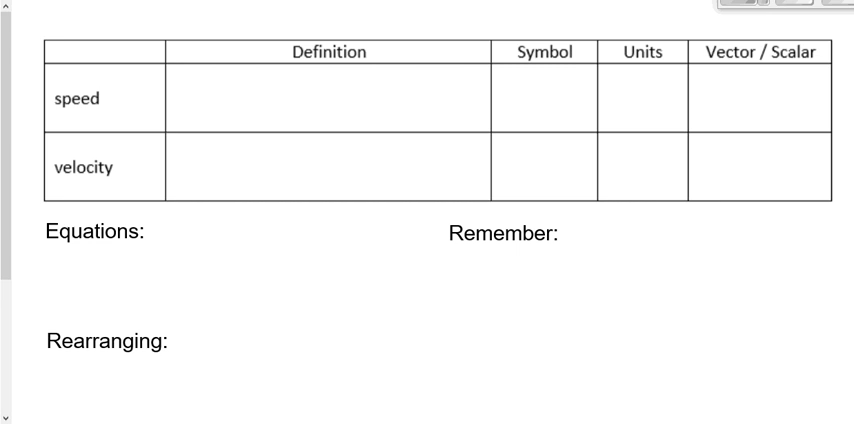 Definition Symbol Units Vector / Scalar
speed
velocity
Equations: Remember:
Rearranging: